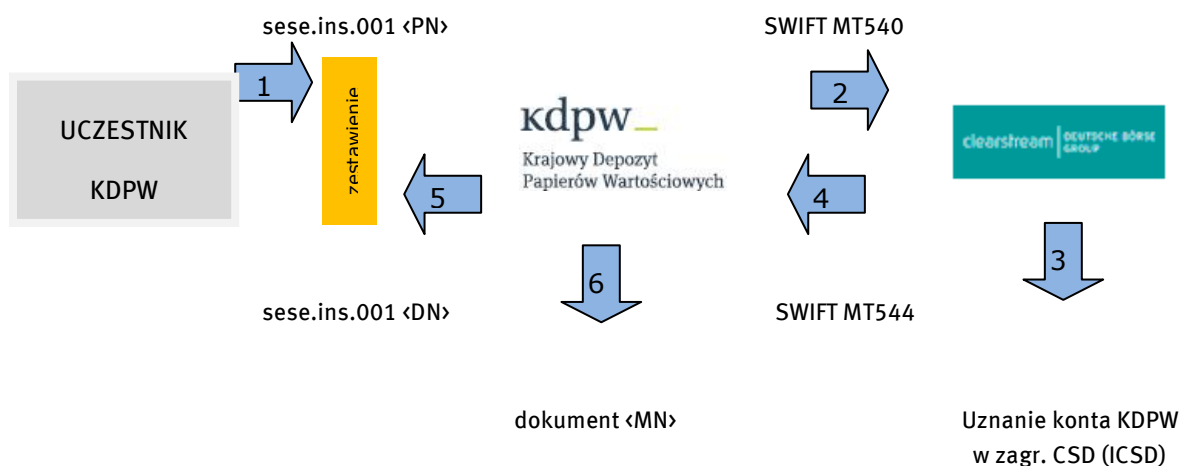 sese.ins.001 <PN>
SWIFT MT540
1
2
UCZESTNIK
KDPW
zestawienie
kdpw_
Krajowy Depozyt
Papierów Wartościowych
clearstream | DEUTSCHE BÖRSE
GROUP
5
4
6
3
sese.ins.001 <DN>
SWIFT MT544
dokument <MN>
Uznanie konta KDPW
w zagr. CSD (ICSD)